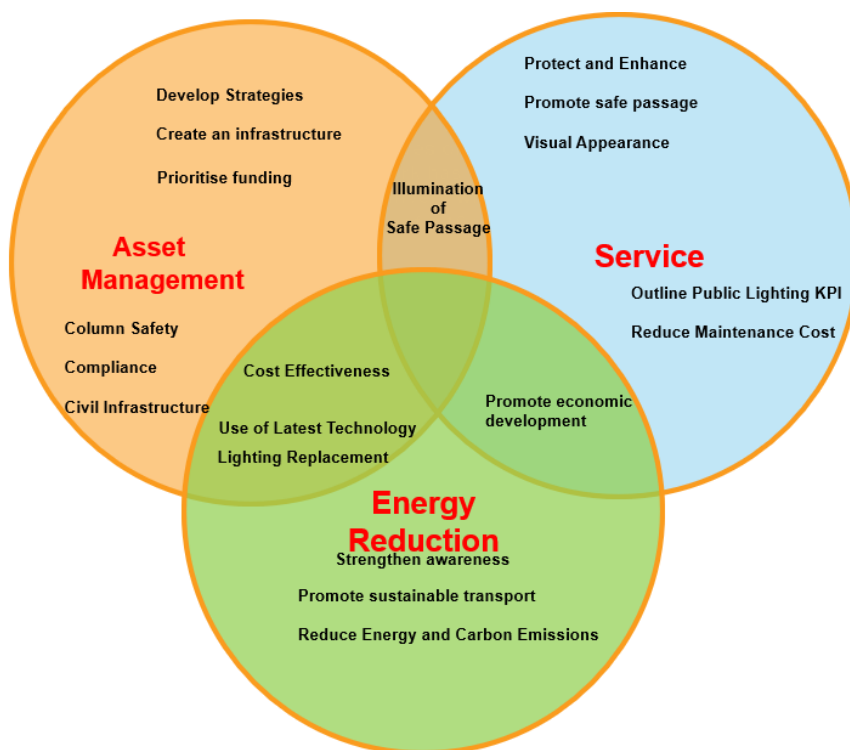 Develop Strategies
Create an infrastructure
Prioritise funding
Asset
Management
Column Safety
Compliance
Civil Infrastructure
Illumination
of
Safe Passage
Protect and Enhance
Promote safe passage
Visual Appearance
Service
Outline Public Lighting KPI
Reduce Maintenance Cost
Cost Effectiveness
Use of Latest Technology
Lighting Replacement
Promote economic
development
Energy
Reduction
Strengthen awareness
Promote sustainable transport
Reduce Energy and Carbon Emissions